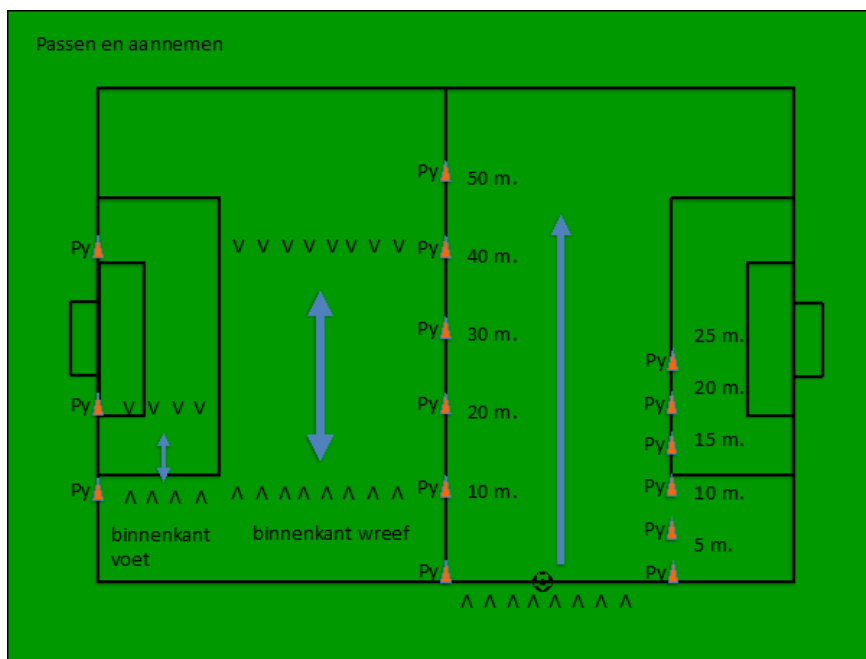 Passen en aannemen
Py 50 m.
Py V V V V V V V V Py 40 m.
Py 30 m. 25 m.
Py
Py V V V V Py 20 m. Py 20 m.
Py 15 m.
Py Λ Λ Λ Λ Λ Λ Λ Λ Λ Λ Λ Λ Py 10 m. Py 10 m.
binnenkant voet
binnenkant wreef
Py 5 m.
Py Py
Λ Λ Λ Λ Λ Λ Λ Λ